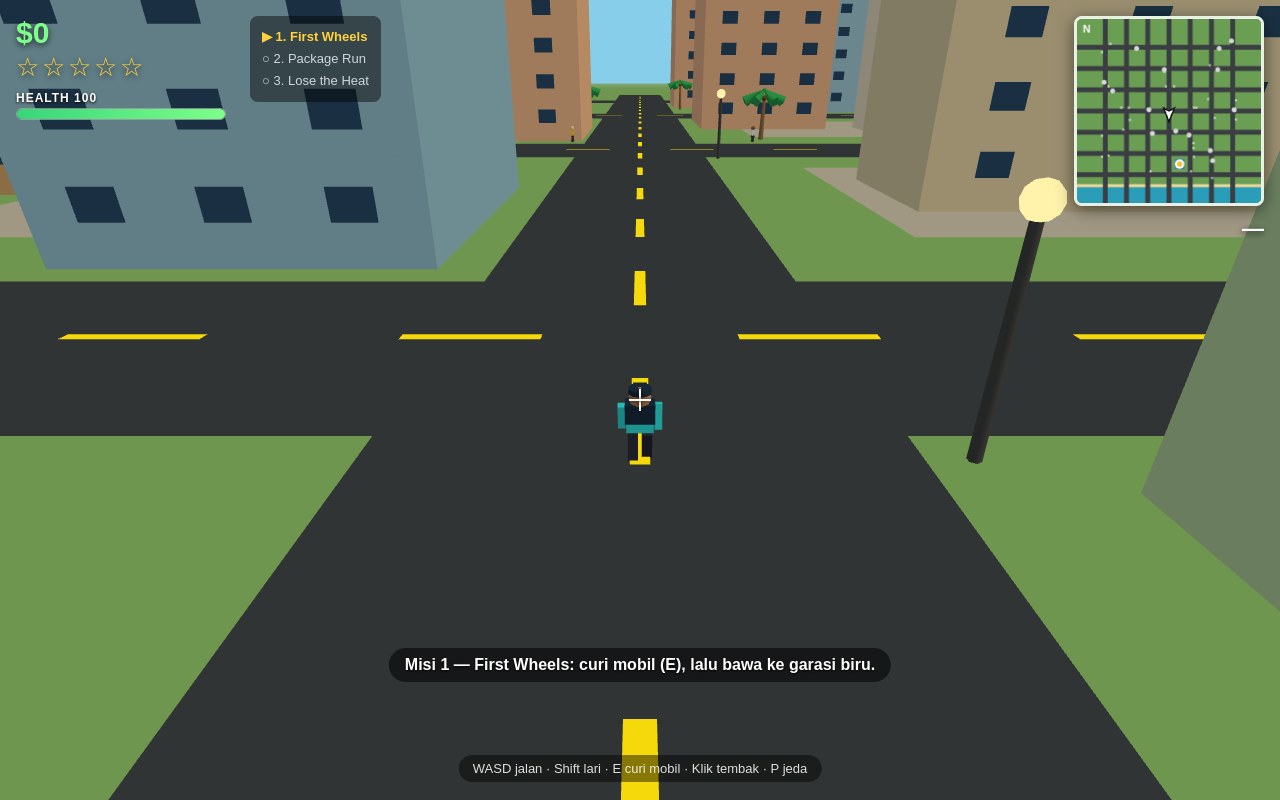 $0
☆☆☆☆☆
HEALTH 100
▶ 1. First Wheels
○ 2. Package Run
○ 3. Lose the Heat
N
—
Misi 1 — First Wheels: curi mobil (E), lalu bawa ke garasi biru.
WASD jalan · Shift lari · E curi mobil · Klik tembak · P jeda